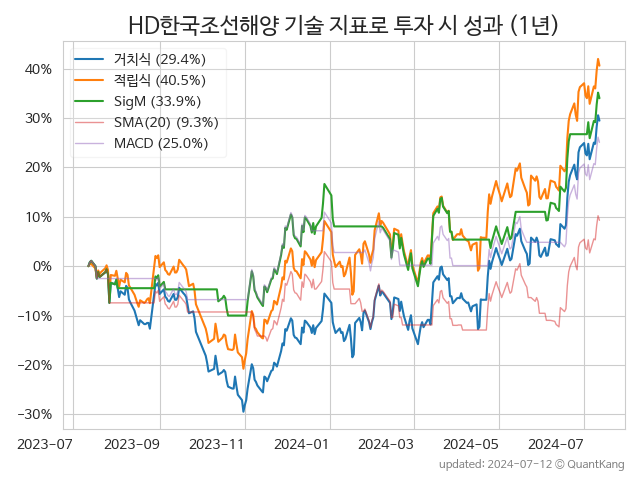 HD한국조선해양 기술 지표로 투자 시 성과 (1년)
거치식 (29.4%)
적립식 (40.5%)
SigM (33.9%)
SMA(20) (9.3%)
MACD (25.0%)
40%
30%
20%
10%
0%
−10%
−20%
−30%
2023-07
2023-09
2023-11
2024-01
2024-03
2024-05
2024-07
updated: 2024-07-12 © QuantKang